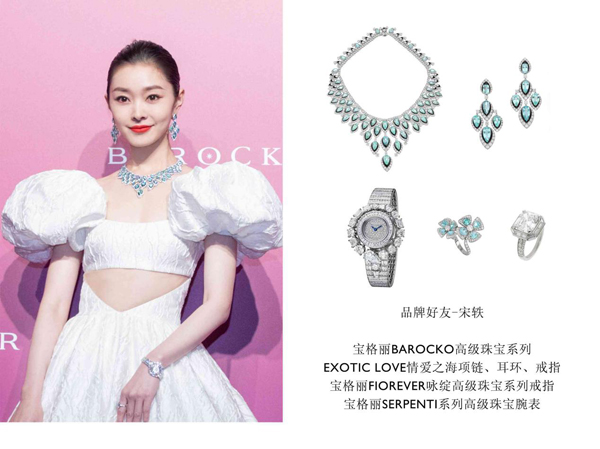 BAROCK
R
品牌好友-宋轶
宝格丽BAROCKO高级珠宝系列
EXOTIC LOVE情爱之海项链、耳环、戒指
宝格丽FIOREVER咏绽高级珠宝系列戒指
宝格丽SERPENTI系列高级珠宝腕表